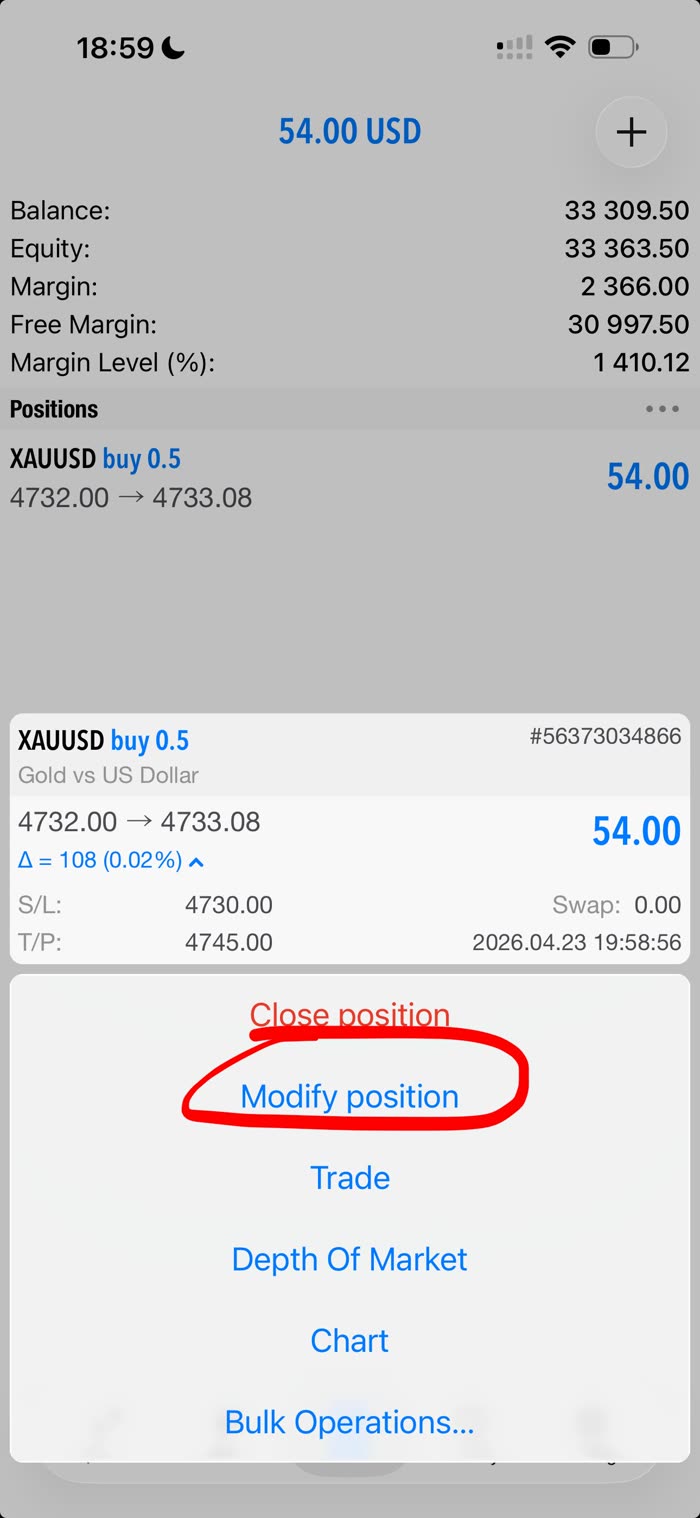 18:59
54.00 USD
Balance: 33 309.50
Equity: 33 363.50
Margin: 2 366.00
Free Margin: 30 997.50
Margin Level (%): 1 410.12
Positions
XAUUSD buy 0.5
54.00
4732.00 → 4733.08
XAUUSD buy 0.5 #56373034866
Gold vs US Dollar
4732.00 → 4733.08 54.00
Δ = 108 (0.02%)
S/L: 4730.00 Swap: 0.00
T/P: 4745.00 2026.04.23 19:58:56
Close position
Modify position
Trade
Depth Of Market
Chart
Bulk Operations...